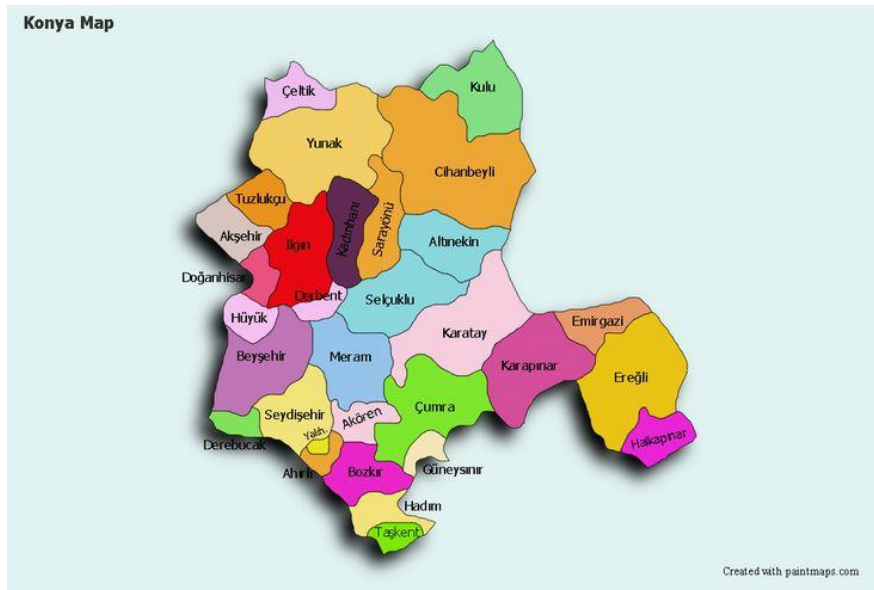 Konya Map
Çeltik
Kulu
Yunak
Cihanbeyli
Tuzlukçu
Akşehir
Ilgın
Kadınhanı
Sarayönü
Altınekin
Doğanhisar
Derbent
Selçuklu
Hüyük
Karatay
Emirgazi
Beyşehir
Meram
Karapınar
Ereğli
Seydişehir
Akören
Çumra
Yalıh.
Derebucak
Halkapınar
Ahırlı
Bozkır
Güneysınır
Hadım
Taşkent
Created with paintmaps.com